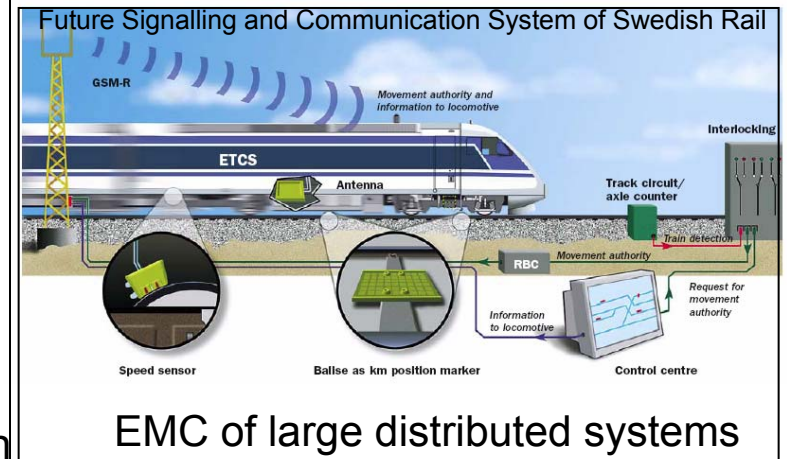 Future Signalling and Communication System of Swedish Rail
GSM-R
Movement authority and
information to locomotive
Interlocking
ETCS
Antenna
Track circuit/
axle counter
Train detection
RBC
Movement authority
Request for
movement
authority
Information
to locomotive
Speed sensor
Balise as km position marker
Control centre
EMC of large distributed systems